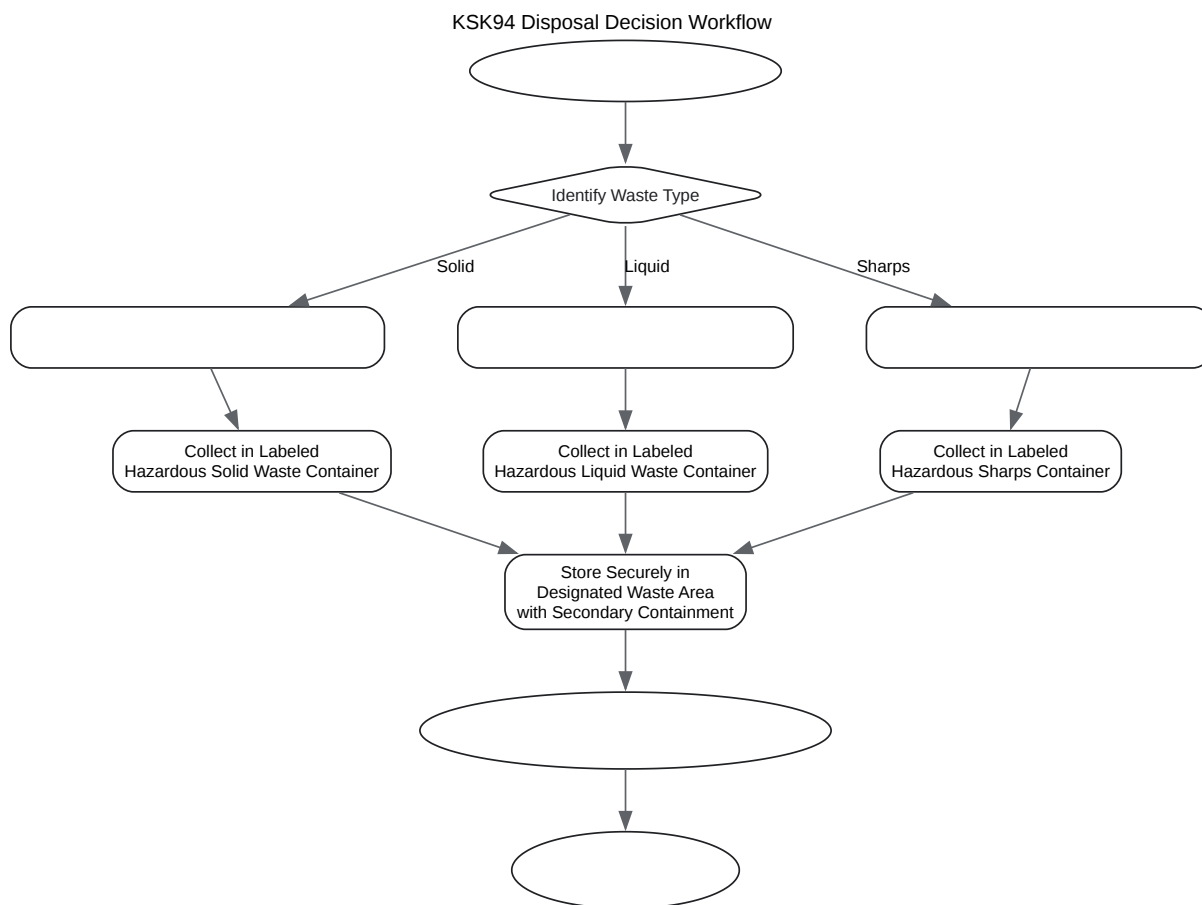 KSK94 Disposal Decision Workflow
Identify Waste Type
Solid
Liquid
Sharps
Collect in Labeled
Hazardous Solid Waste Container
Collect in Labeled
Hazardous Liquid Waste Container
Collect in Labeled
Hazardous Sharps Container
Store Securely in
Designated Waste Area
with Secondary Containment